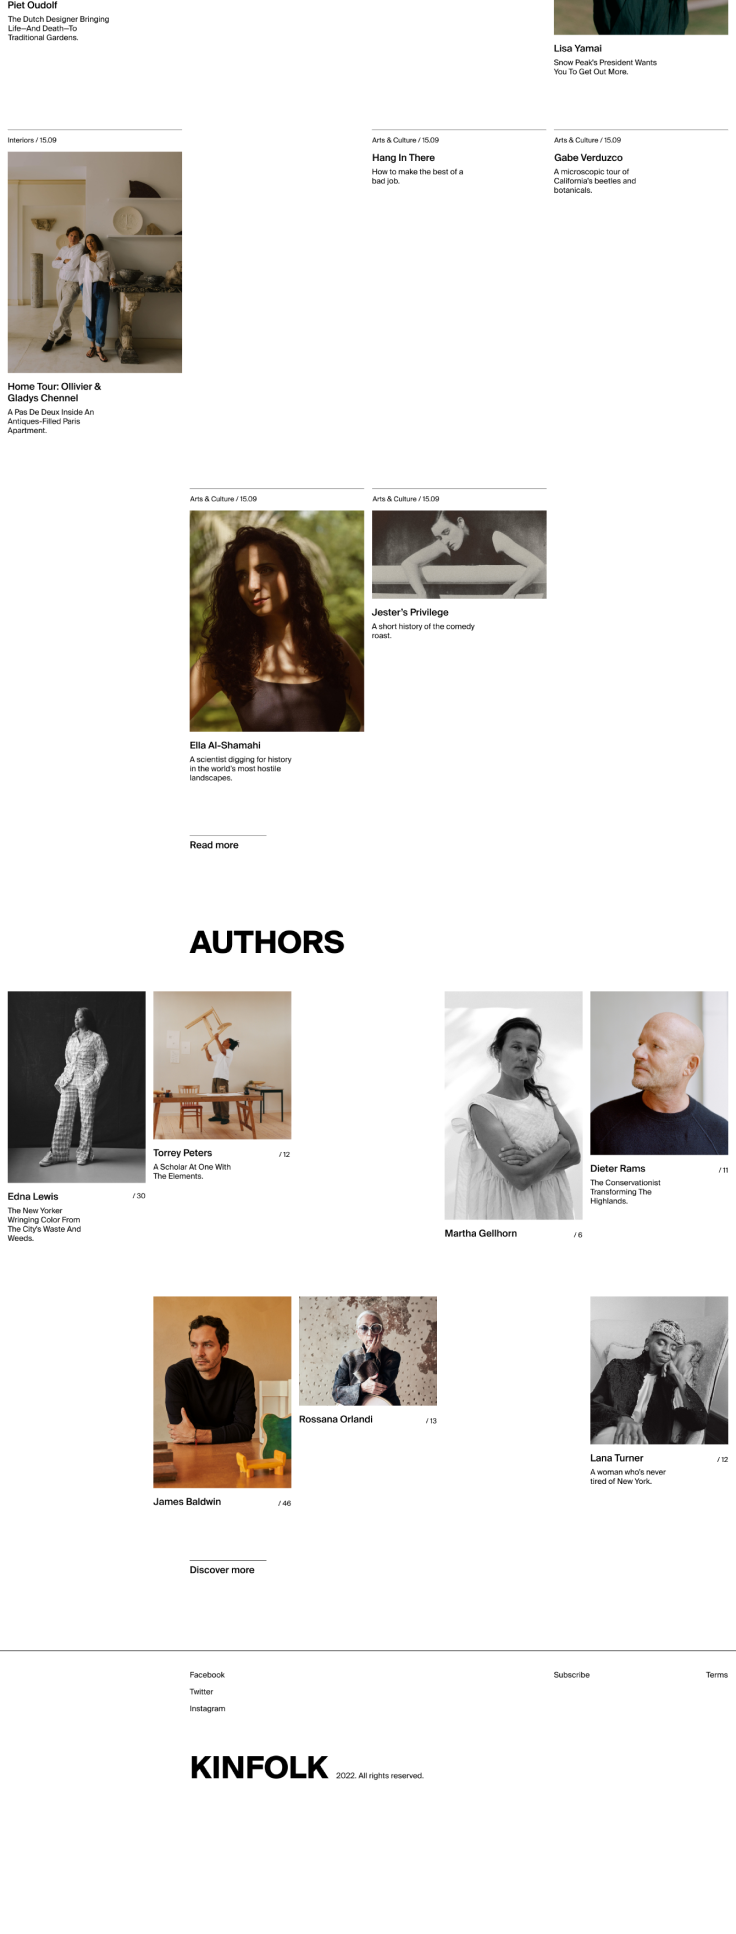 Piet Oudolf
The Dutch Designer Bringing
Life—And Death—To
Traditional Gardens.
Lisa Yamai
Snow Peak's President Wants
You To Get Out More.
Interiors / 15.09
Home Tour: Ollivier &
Gladys Chennel
A Pas De Deux Inside An
Antiques-Filled Paris
Apartment.
Arts & Culture / 15.09
Hang In There
How to make the best of a
bad job.
Arts & Culture / 15.09
Gabe Verduzco
A microscopic tour of
California's beetles and
botanicals.
Arts & Culture / 15.09
Ella Al-Shamahi
A scientist digging for history
in the world's most hostile
landscapes.
Arts & Culture / 15.09
Jester's Privilege
A short history of the comedy
roast.
Read more
AUTHORS
Edna Lewis / 30
The New Yorker
Wringing Color From
The City's Waste And
Weeds.
Torrey Peters / 12
A Scholar At One With
The Elements.
Martha Gellhorn / 6
Dieter Rams / 11
The Conservationist
Transforming The
Highlands.
James Baldwin / 46
Rossana Orlandi / 13
Lana Turner / 12
A woman who's never
tired of New York.
Discover more
Facebook
Twitter
Instagram
Subscribe
Terms
KINFOLK 2022. All rights reserved.